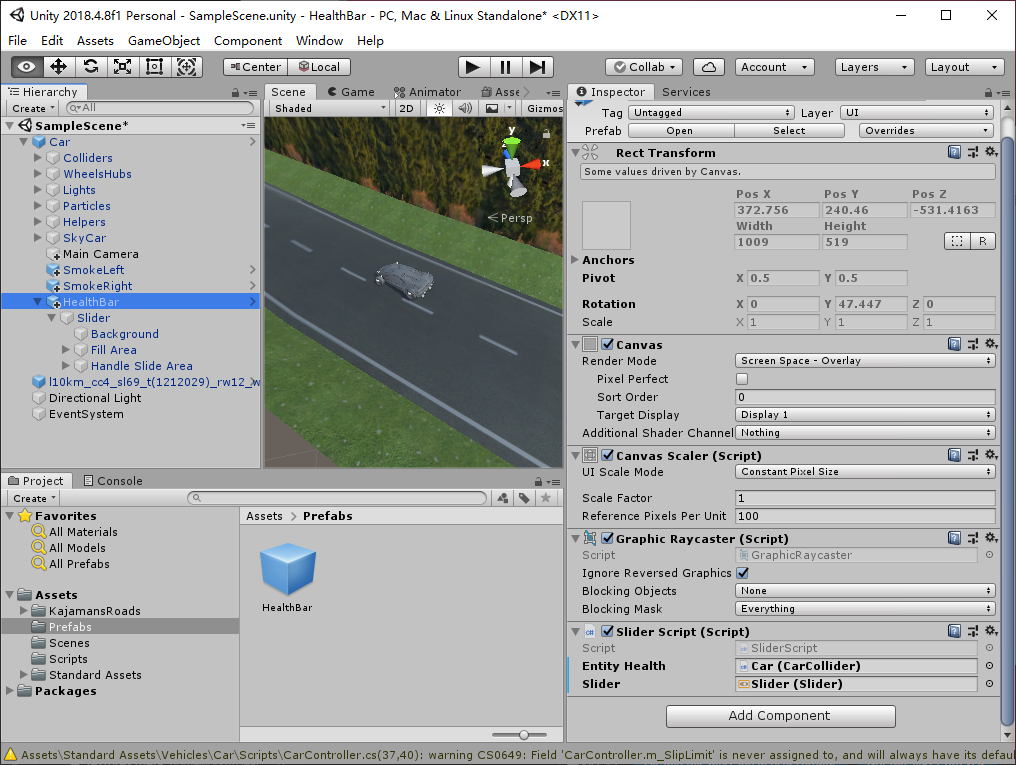 Unity 2018.4.8f1 Personal - SampleScene.unity - HealthBar - PC, Mac & Linux Standalone* <DX11>
File Edit Assets GameObject Component Window Help
Center Local Collab Account Layers Layout
Hierarchy
Create All
SampleScene*
Car
Colliders
WheelsHubs
Lights
Particles
Helpers
SkyCar
Main Camera
SmokeLeft
SmokeRight
HealthBar
Slider
Background
Fill Area
Handle Slide Area
l10km_cc4_sl69_t(1212029)_rw12_w
Directional Light
EventSystem
Scene Game Animator Asse
Shaded 2D Gizmos
y
z
x
Persp
Project Console
Create
Favorites
All Materials
All Models
All Prefabs
Assets
KajamansRoads
Prefabs
Scenes
Scripts
Standard Assets
Packages
Assets > Prefabs
HealthBar
Inspector Services
Tag Untagged Layer UI
Prefab Open Select Overrides
Rect Transform
Some values driven by Canvas.
Pos X Pos Y Pos Z
372.756 240.46 -531.4163
Width Height
1009 519
R
Anchors
Pivot X 0.5 Y 0.5
Rotation X 0 Y 47.447 Z 0
Scale X 1 Y 1 Z 1
Canvas
Render Mode Screen Space - Overlay
Pixel Perfect
Sort Order 0
Target Display Display 1
Additional Shader Channel Nothing
Canvas Scaler (Script)
UI Scale Mode Constant Pixel Size
Scale Factor 1
Reference Pixels Per Unit 100
Graphic Raycaster (Script)
Script GraphicRaycaster
Ignore Reversed Graphics
Blocking Objects None
Blocking Mask Everything
Slider Script (Script)
Script SliderScript
Entity Health Car (CarCollider)
Slider Slider (Slider)
Add Component
Assets\Standard Assets\Vehicles\Car\Scripts\CarController.cs(37,40): warning CS0649: Field 'CarController.m_SlipLimit' is never assigned to, and will always have its defau